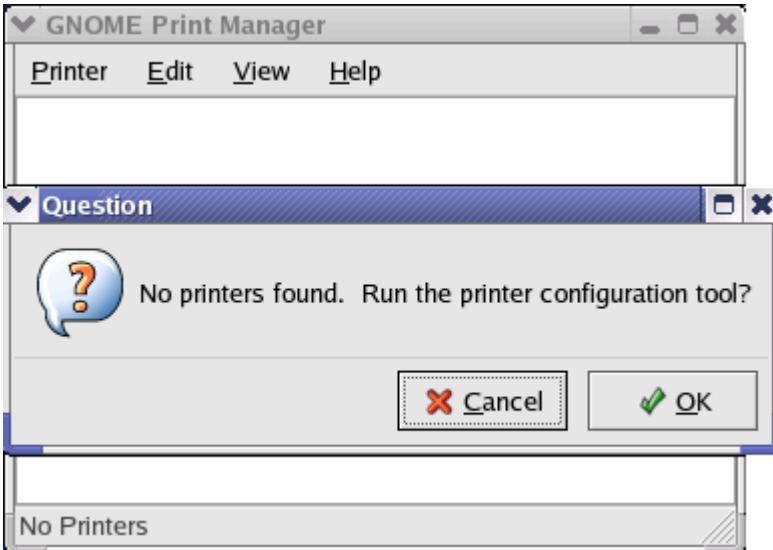 GNOME Print Manager
Printer Edit View Help
Question
No printers found. Run the printer configuration tool?
Cancel OK
No Printers